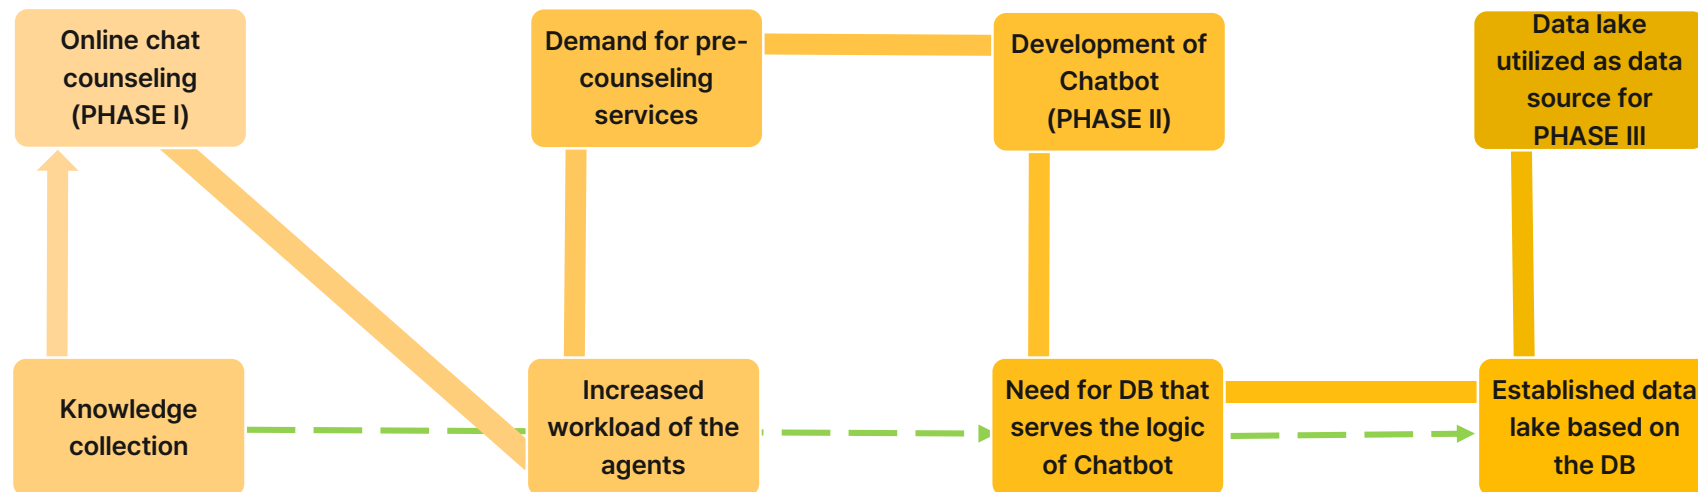 Online chat
counseling
(PHASE I)
Demand for pre-
counseling
services
Development of
Chatbot
(PHASE II)
Data lake
utilized as data
source for
PHASE III
Knowledge
collection
Increased
workload of the
agents
Need for DB that
serves the logic
of Chatbot
Established data
lake based on
the DB